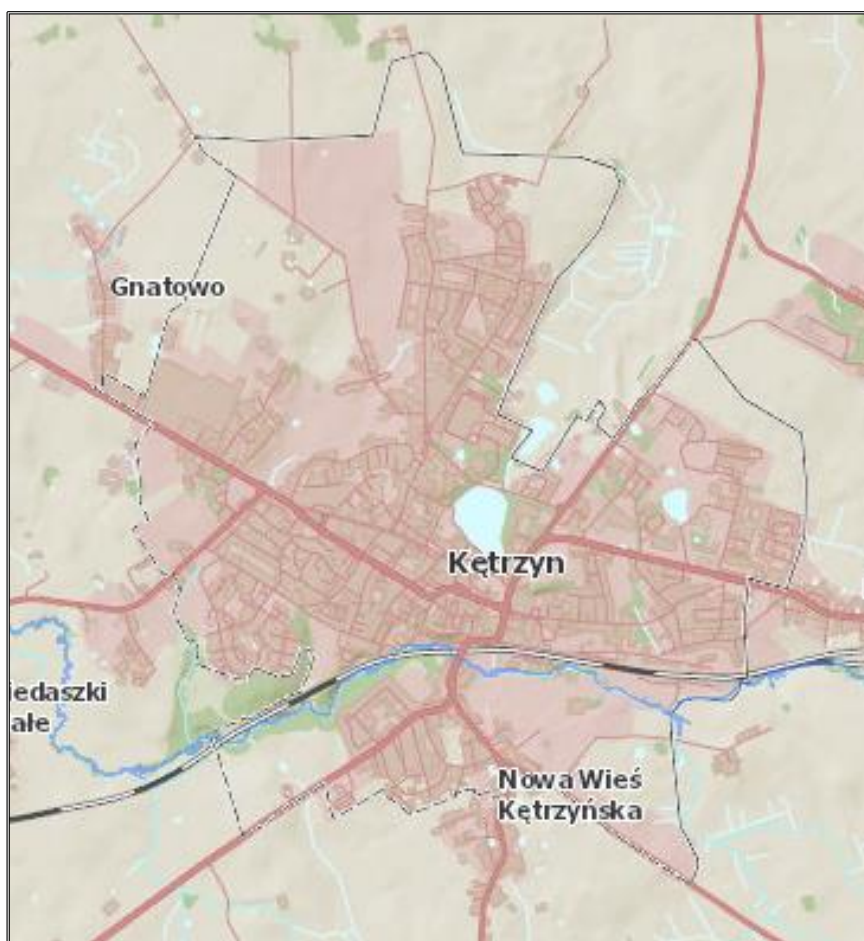 Gnatowo
Kętrzyn
iedaszki
ałe
Nowa Wieś
Kętrzyńska